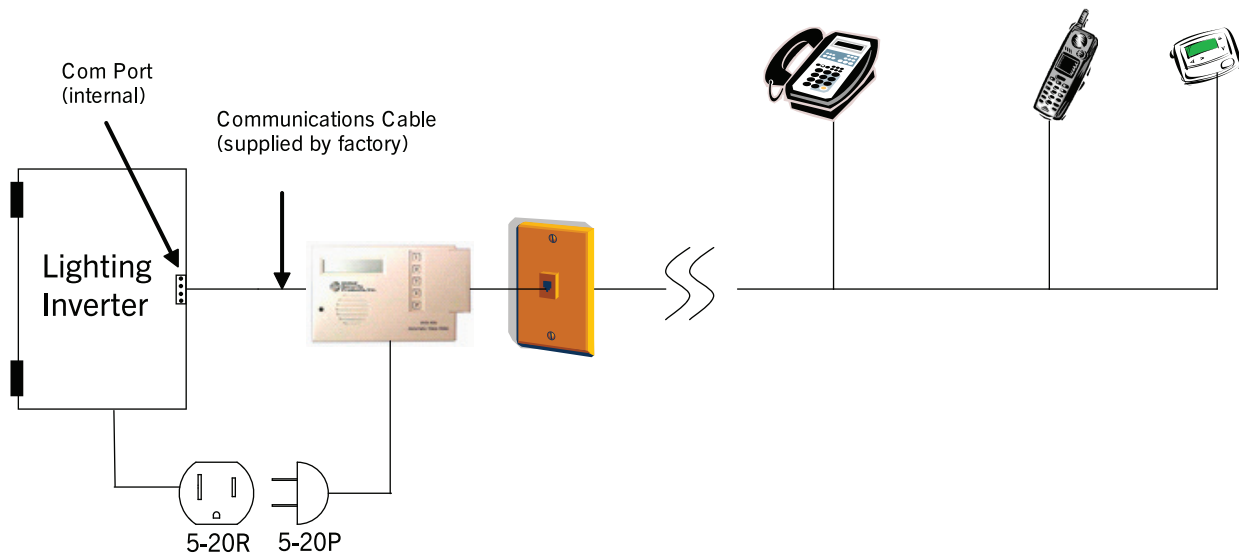 Com Port
(internal)
Communications Cable
(supplied by factory)
Lighting
Inverter
5-20R
5-20P